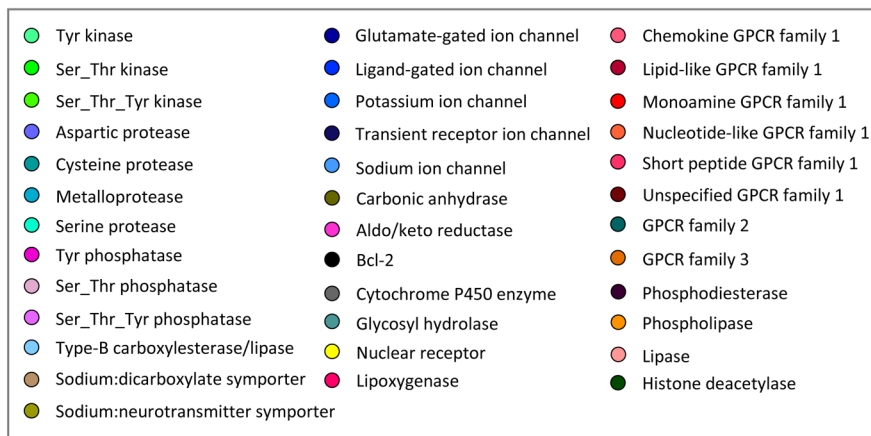 Tyr kinase
Ser_Thr kinase
Ser_Thr_Tyr kinase
Aspartic protease
Cysteine protease
Metalloprotease
Serine protease
Tyr phosphatase
Ser_Thr phosphatase
Ser_Thr_Tyr phosphatase
Type-B carboxylesterase/lipase
Sodium:dicarboxylate symporter
Sodium:neurotransmitter symporter
Glutamate-gated ion channel
Ligand-gated ion channel
Potassium ion channel
Transient receptor ion channel
Sodium ion channel
Carbonic anhydrase
Aldo/keto reductase
Bcl-2
Cytochrome P450 enzyme
Glycosyl hydrolase
Nuclear receptor
Lipoxygenase
Chemokine GPCR family 1
Lipid-like GPCR family 1
Monoamine GPCR family 1
Nucleotide-like GPCR family 1
Short peptide GPCR family 1
Unspecified GPCR family 1
GPCR family 2
GPCR family 3
Phosphodiesterase
Phospholipase
Lipase
Histone deacetylase